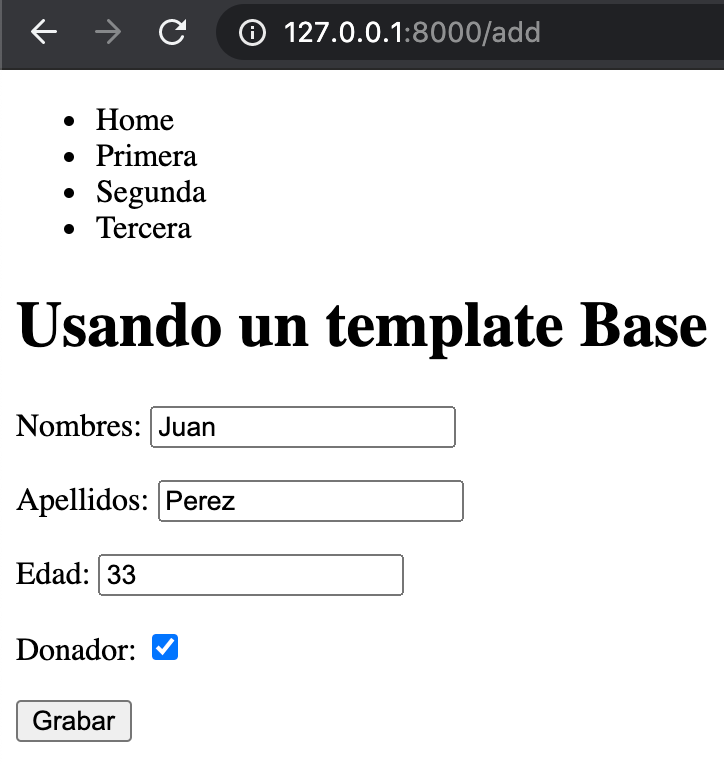 127.0.0.1:8000/add
Home
Primera
Segunda
Tercera
Usando un template Base
Nombres: Juan
Apellidos: Perez
Edad: 33
Donador:
Grabar